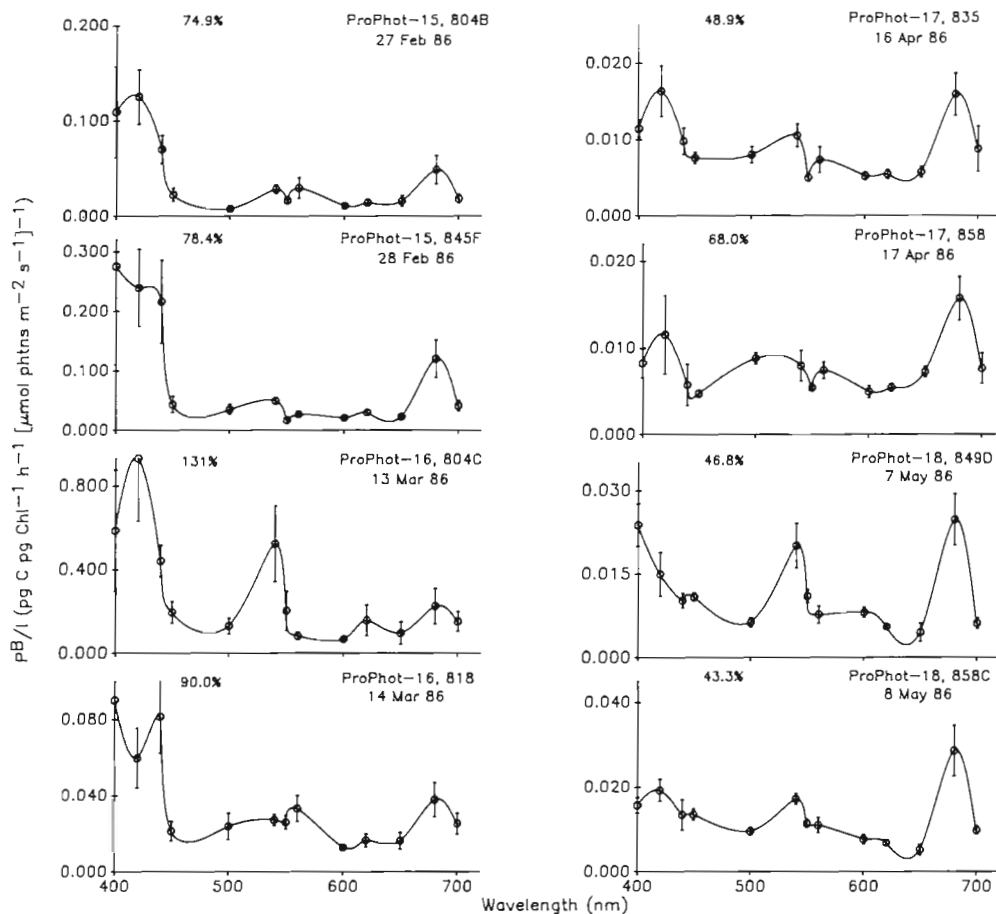 74.9%
ProPhot-15, 804B
27 Feb 86
0.200
0.100
0.000
78.4%
ProPhot-15, 845F
28 Feb 86
0.300
0.200
0.100
0.000
131%
ProPhot-16, 804C
13 Mar 86
0.800
0.400
0.000
90.0%
ProPhot-16, 818
14 Mar 86
0.080
0.040
0.000
400
500
600
700
48.9%
ProPhot-17, 835
16 Apr 86
0.020
0.010
0.000
68.0%
ProPhot-17, 858
17 Apr 86
0.020
0.010
0.000
46.8%
ProPhot-18, 849D
7 May 86
0.030
0.015
0.000
43.3%
ProPhot-18, 858C
8 May 86
0.040
0.020
0.000
400
500
600
700
pB/I (pg C pg Chl−1 h−1 [μmol phtns m−2 s−1]−1)
Wavelength (nm)